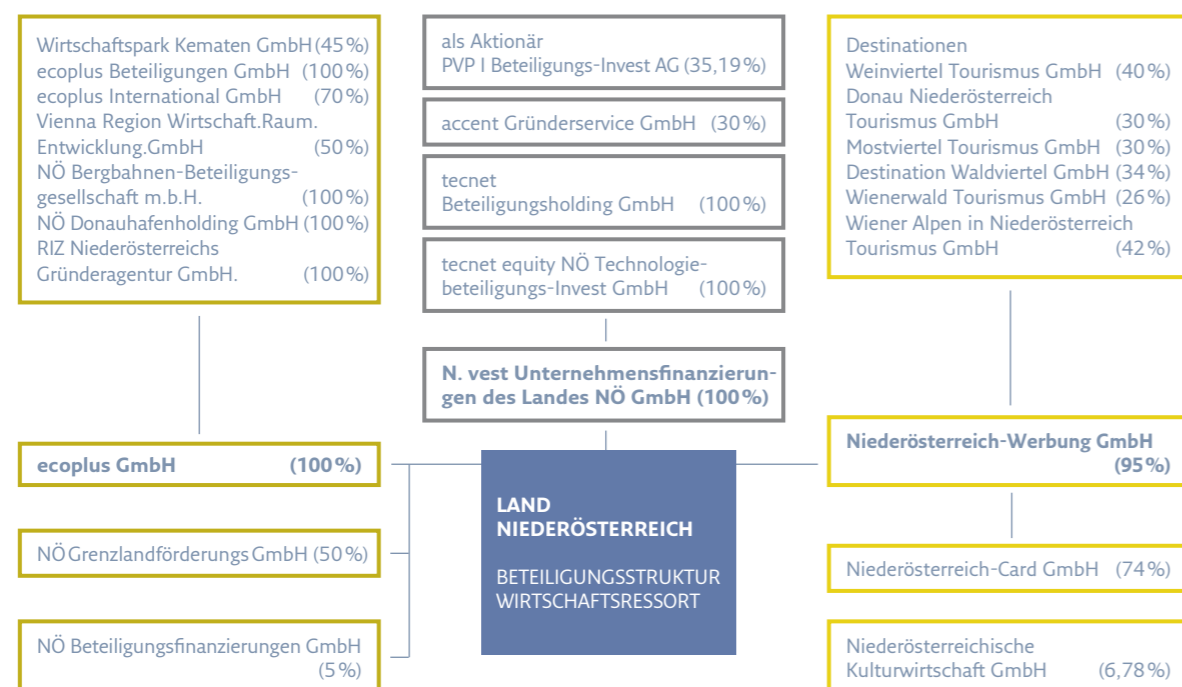 Wirtschaftspark Kematen GmbH (45 %)
ecoplus Beteiligungen GmbH (100 %)
ecoplus International GmbH (70 %)
Vienna Region Wirtschaft.Raum.
Entwicklung.GmbH (50 %)
NÖ Bergbahnen-Beteiligungs-
gesellschaft m.b.H. (100 %)
NÖ Donauhafenholding GmbH (100 %)
RIZ Niederösterreichs
Gründeragentur GmbH. (100 %)
ecoplus GmbH (100 %)
NÖ Grenzlandförderungs GmbH (50 %)
NÖ Beteiligungsfinanzierungen GmbH
(5 %)
als Aktionär
PVP I Beteiligungs-Invest AG (35,19 %)
accent Gründerservice GmbH (30 %)
tecnet
Beteiligungsholding GmbH (100 %)
tecnet equity NÖ Technologie-
beteiligungs-Invest GmbH (100 %)
N. vest Unternehmensfinanzierun-
gen des Landes NÖ GmbH (100 %)
LAND
NIEDERÖSTERREICH
BETEILIGUNGSSTRUKTUR
WIRTSCHAFTSRESSORT
Destinationen
Weinviertel Tourismus GmbH (40 %)
Donau Niederösterreich
Tourismus GmbH (30 %)
Mostviertel Tourismus GmbH (30 %)
Destination Waldviertel GmbH (34 %)
Wienerwald Tourismus GmbH (26 %)
Wiener Alpen in Niederösterreich
Tourismus GmbH (42 %)
Niederösterreich-Werbung GmbH
(95 %)
Niederösterreich-Card GmbH (74 %)
Niederösterreichische
Kulturwirtschaft GmbH (6,78 %)